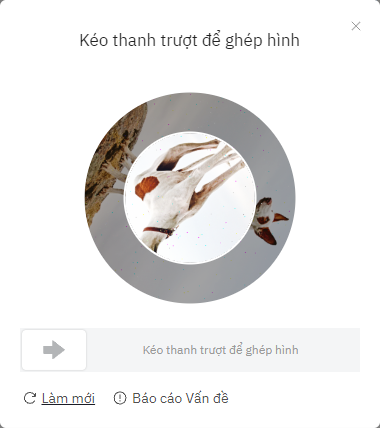 Kéo thanh trượt để ghép hình
Kéo thanh trượt để ghép hình
Làm mới
Báo cáo Vấn đề